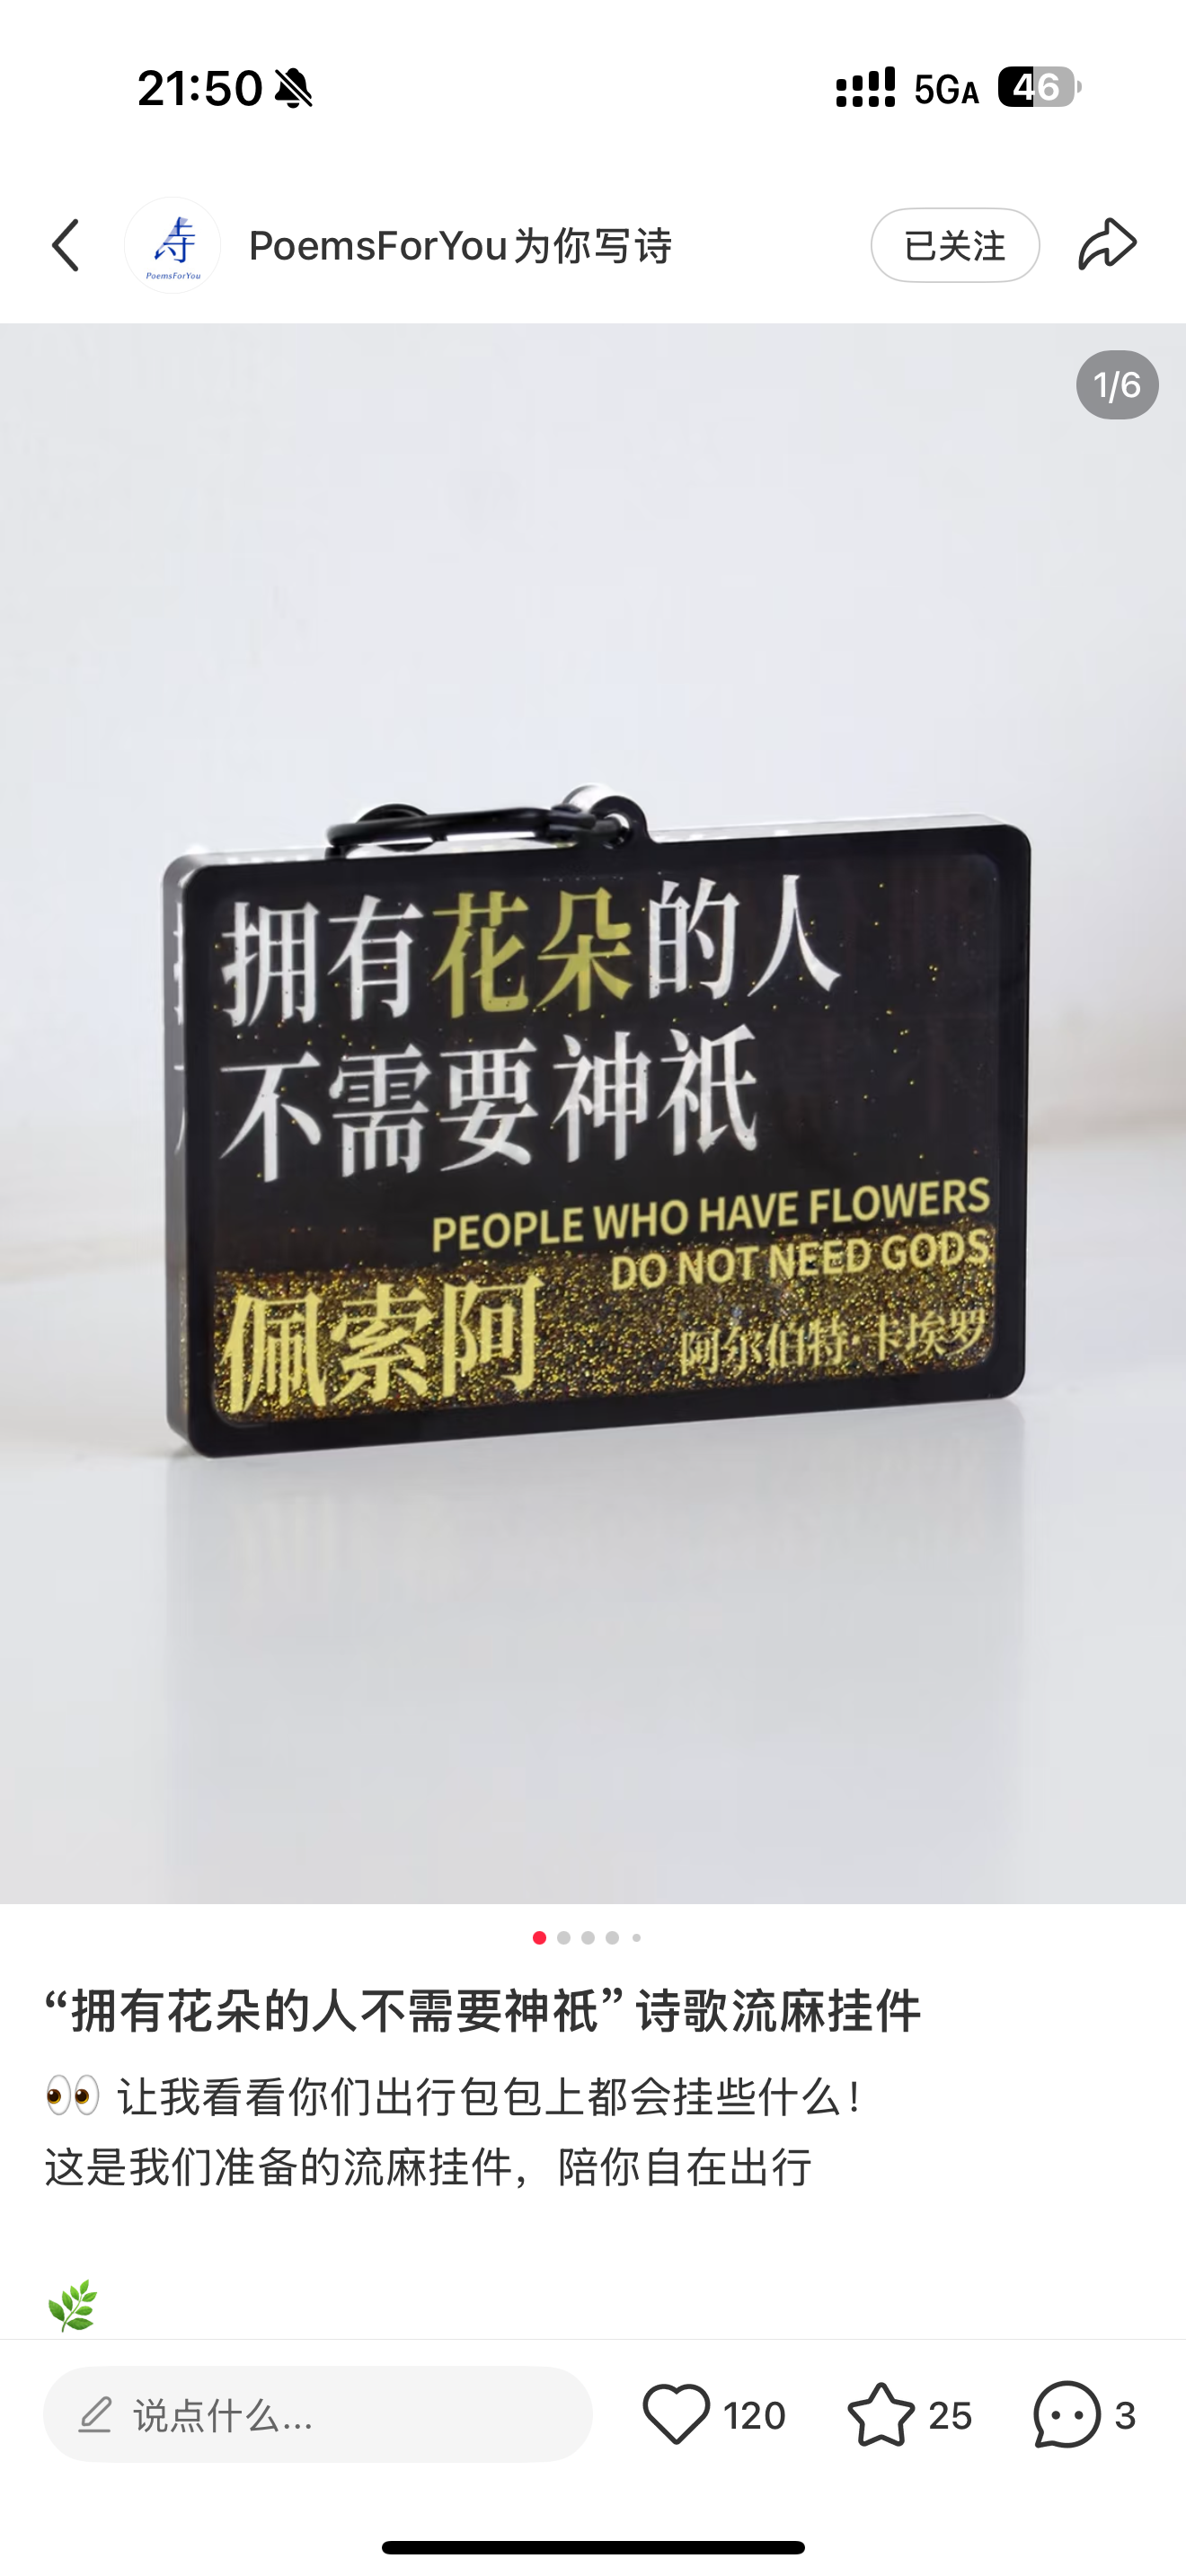 21:50
5GA
46
诗
PoemsForYou
PoemsForYou为你写诗
已关注
1/6
拥有花朵的人
不需要神祇
PEOPLE WHO HAVE FLOWERS
DO NOT NEED GODS
佩索阿
阿尔伯特·卡埃罗
“拥有花朵的人不需要神祇” 诗歌流麻挂件
👀 让我看看你们出行包包上都会挂些什么！
这是我们准备的流麻挂件，陪你自在出行
🌿
说点什么...
120
25
3